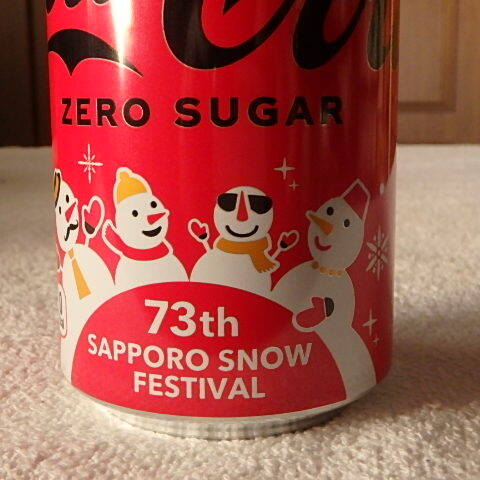 ZERO SUGAR
73th
SAPPORO SNOW
FESTIVAL